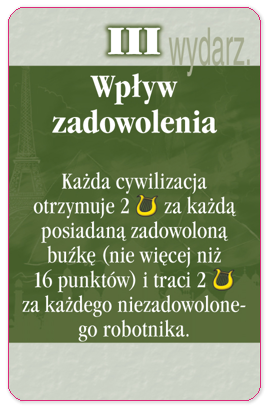 III
wydarz.
Wpływ
zadowolenia
Każda cywilizacja
otrzymuje 2 za każdą
posiadaną zadowoloną
buźkę (nie więcej niż
16 punktów) i traci 2
za każdego niezadowolone-
go robotnika.